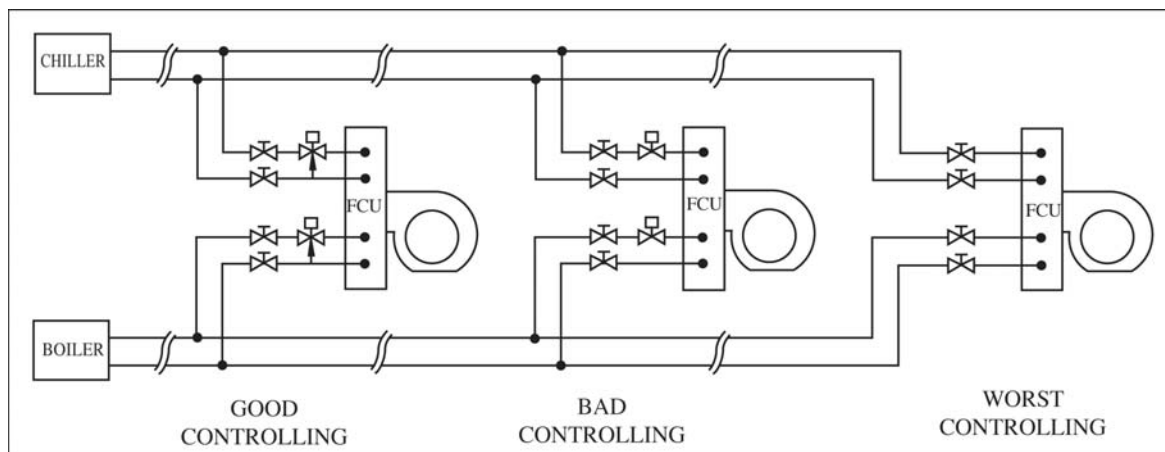 CHILLER
FCU
FCU
FCU
BOILER
GOOD
CONTROLLING
BAD
CONTROLLING
WORST
CONTROLLING